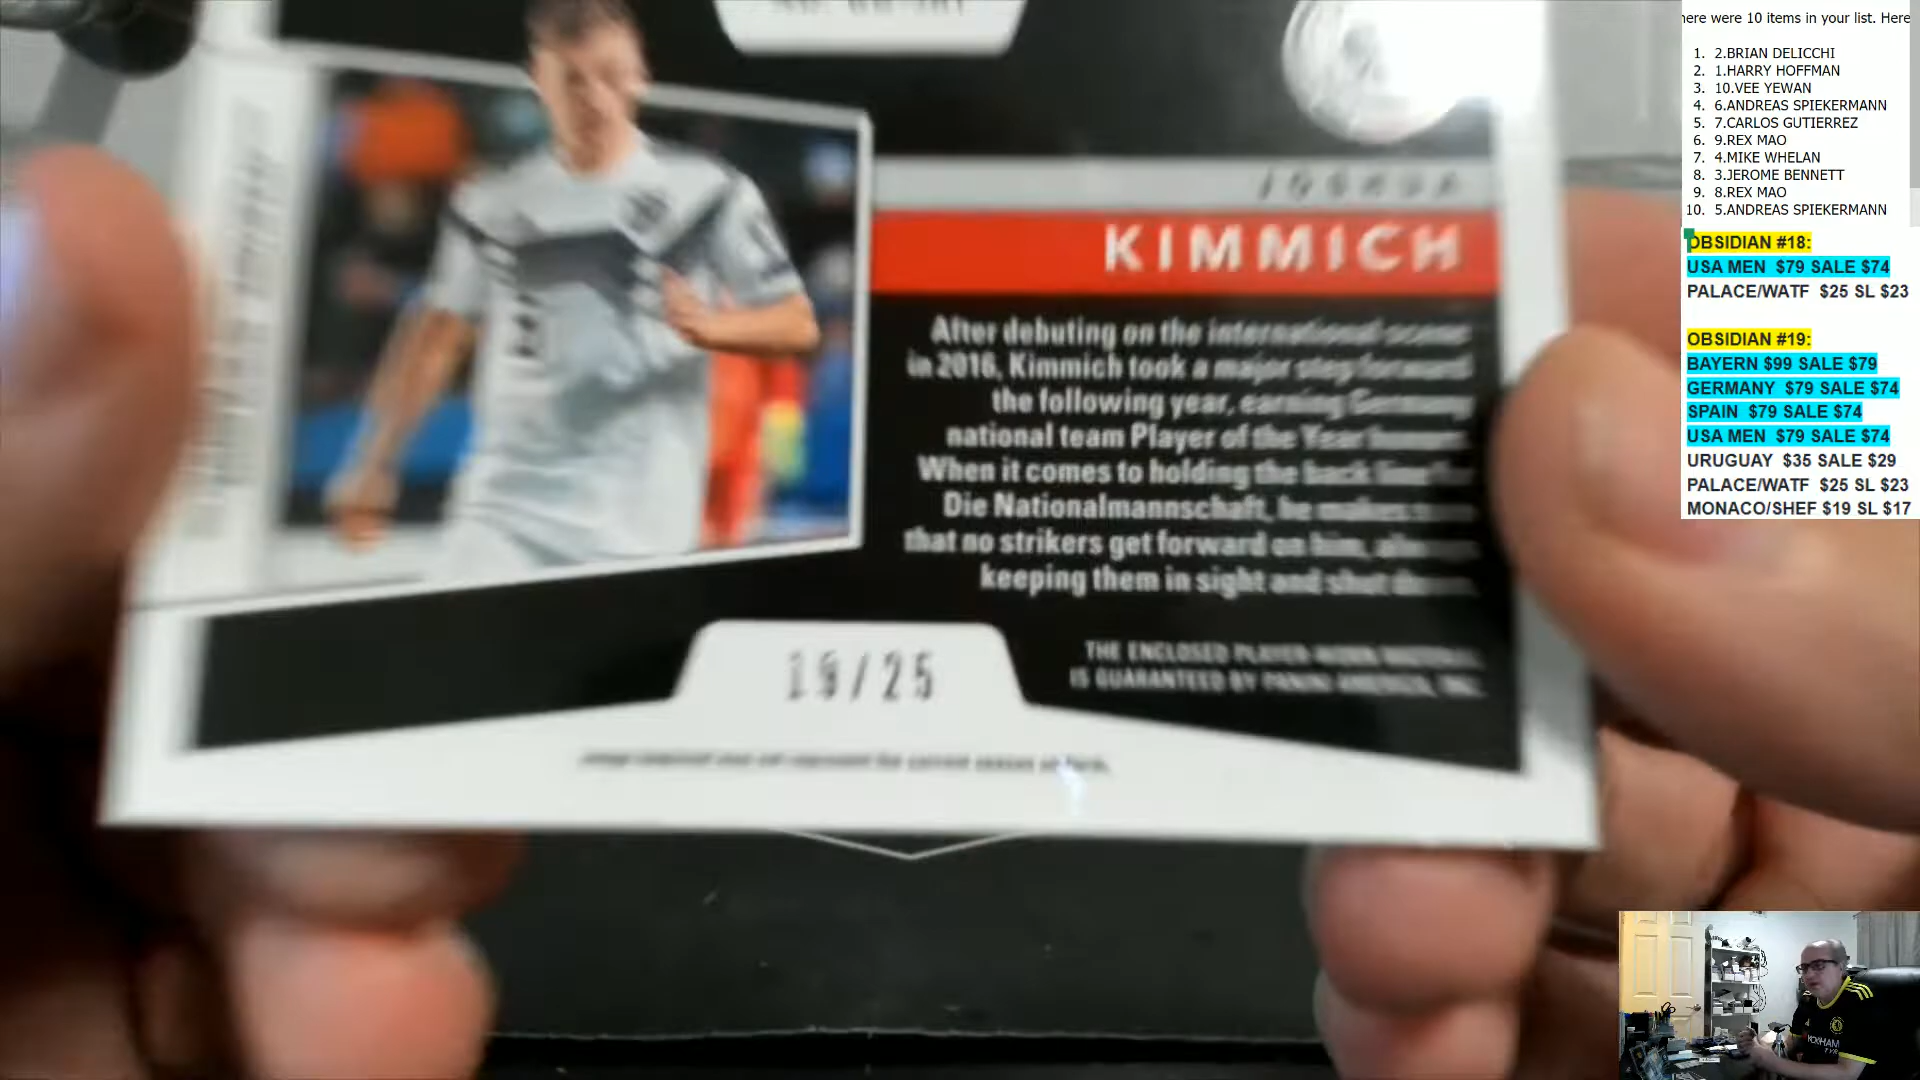 here were 10 items in your list. Here
1. 2.BRIAN DELICCHI
2. 1.HARRY HOFFMAN
3. 10.VEE YEWAN
4. 6.ANDREAS SPIEKERMANN
5. 7.CARLOS GUTIERREZ
6. 9.REX MAO
7. 4.MIKE WHELAN
8. 3.JEROME BENNETT
9. 8.REX MAO
10. 5.ANDREAS SPIEKERMANN
OBSIDIAN #18:
USA MEN $79 SALE $74
PALACE/WATF $25 SL $23
OBSIDIAN #19:
BAYERN $99 SALE $79
GERMANY $79 SALE $74
SPAIN $79 SALE $74
USA MEN $79 SALE $74
URUGUAY $35 SALE $29
PALACE/WATF $25 SL $23
MONACO/SHEF $19 SL $17
JOSHUA
KIMMICH
After debuting on the international scene
in 2016, Kimmich took a major step forward
the following year, earning Germany
national team Player of the Year honors.
When it comes to holding the back line for
Die Nationalmannschaft, he makes sure
that no strikers get forward on him, always
keeping them in sight and shut down.
THE ENCLOSED PLAYER-WORN MATERIAL
IS GUARANTEED BY PANINI AMERICA, INC.
19/25